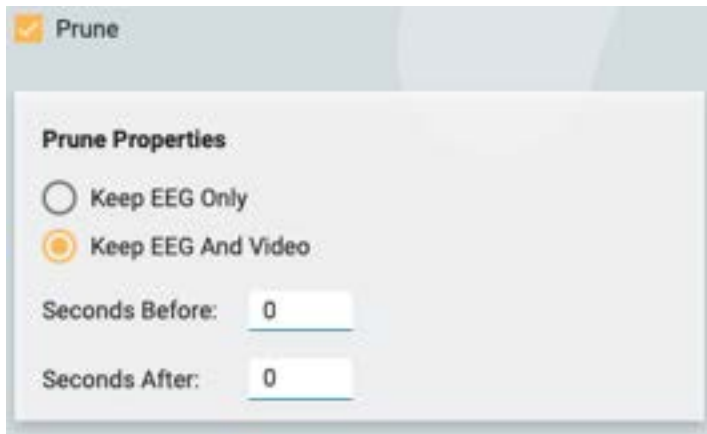 Prune
Prune Properties
Keep EEG Only
Keep EEG And Video
Seconds Before: 0
Seconds After: 0